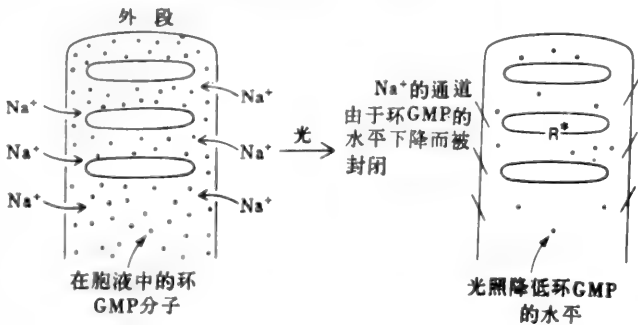 外段
Na⁺
Na⁺
Na⁺
Na⁺
Na⁺
Na⁺
在胞液中的环
GMP分子
光
Na⁺的通道
由于环GMP的
水平下降而被
封闭
R*
光照降低环GMP
的水平